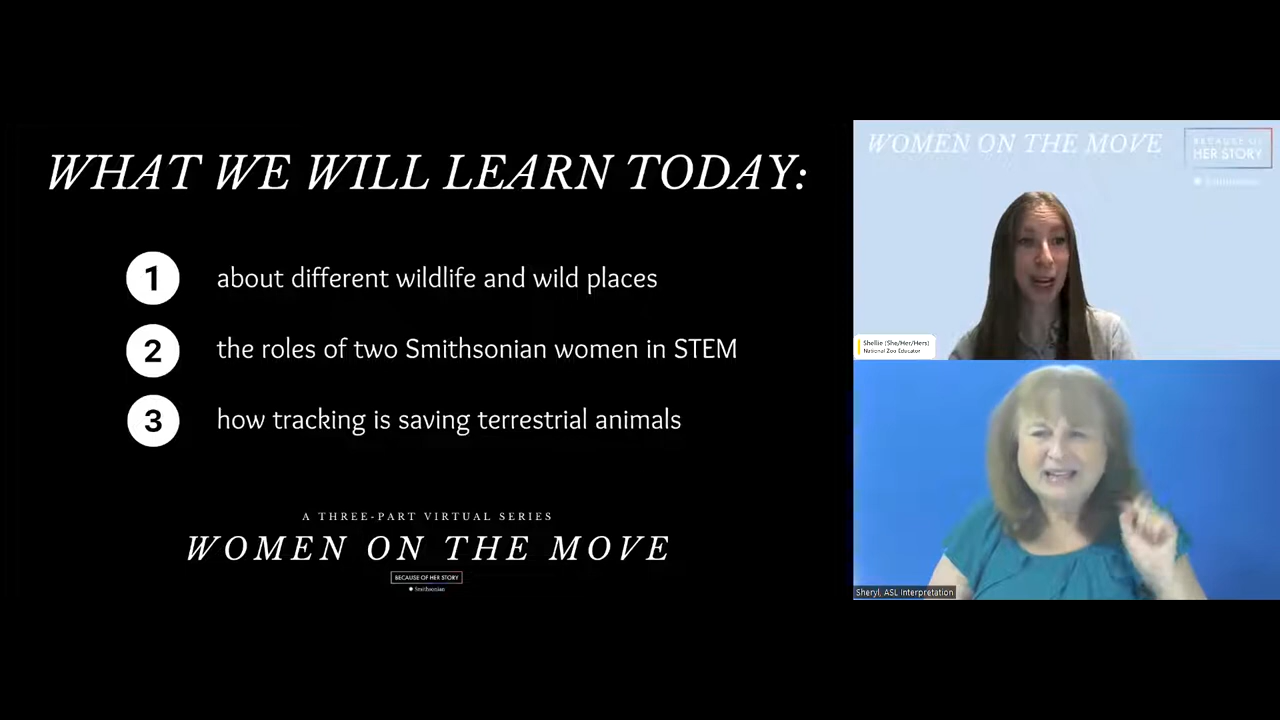 WHAT WE WILL LEARN TODAY:
1 about different wildlife and wild places
2 the roles of two Smithsonian women in STEM
3 how tracking is saving terrestrial animals
A THREE-PART VIRTUAL SERIES
WOMEN ON THE MOVE
BECAUSE OF HER STORY
Smithsonian
WOMEN ON THE MOVE
BECAUSE OF
HER STORY
Smithsonian
Shellie (She/Her/Hers)
National Zoo Educator
Sheryl, ASL Interpretation